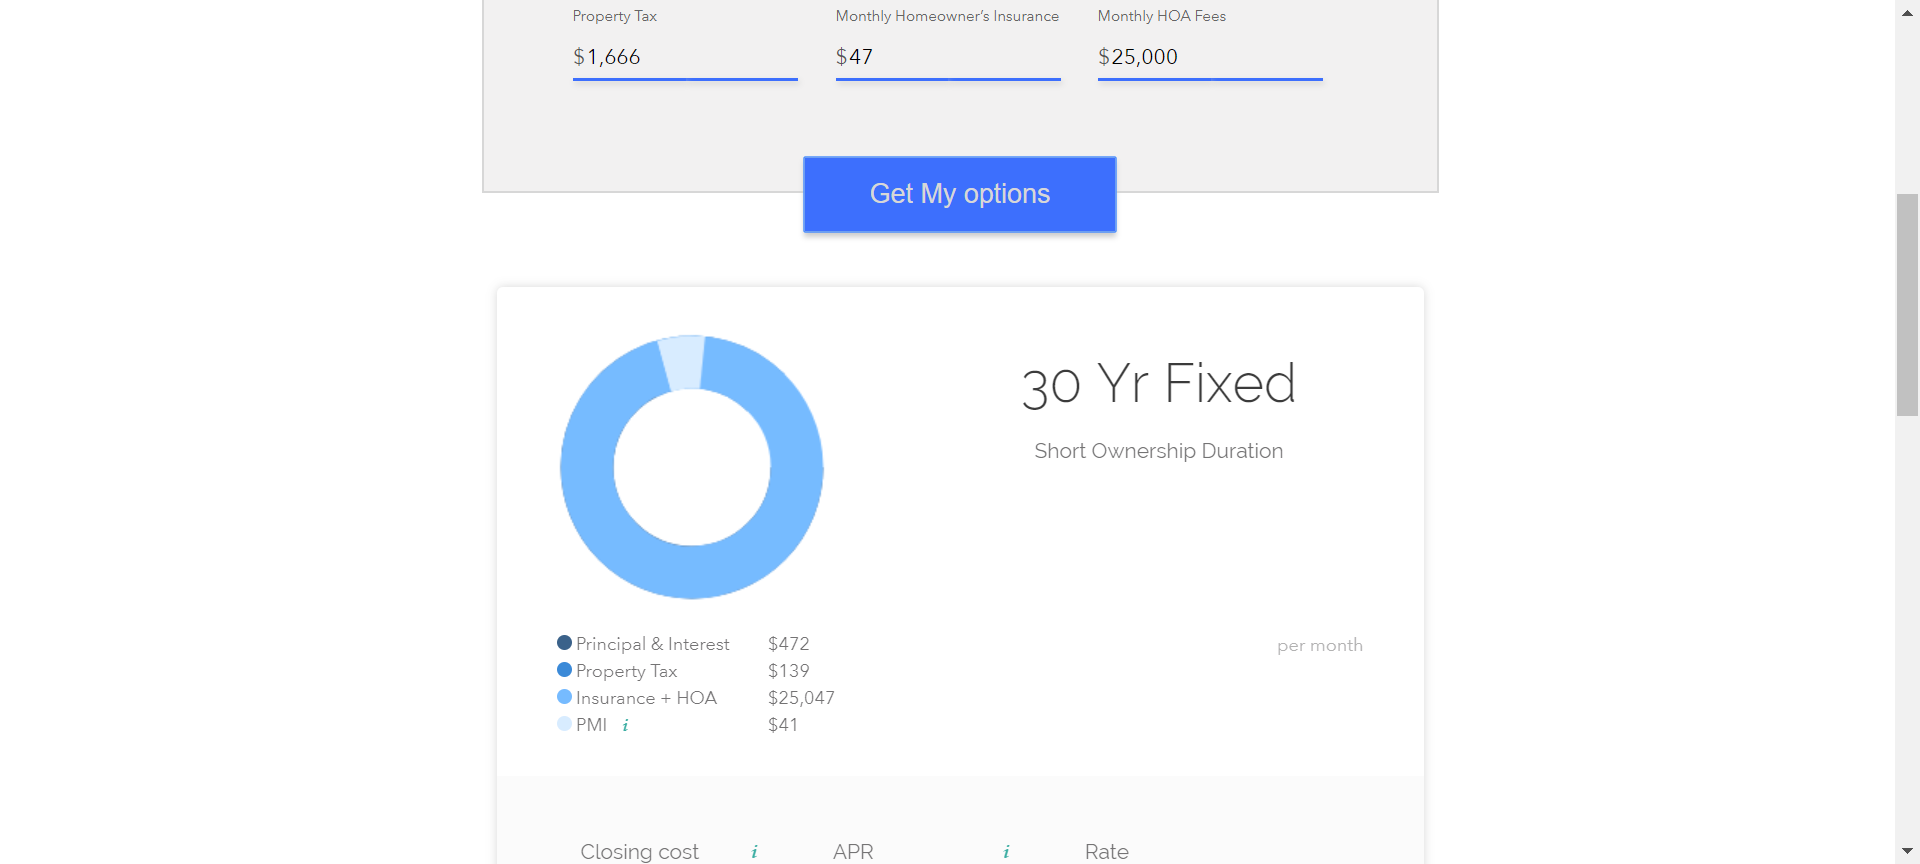 Property Tax Monthly Homeowner’s Insurance Monthly HOA Fees
$1,666 $47 $25,000
Get My options
30 Yr Fixed
Short Ownership Duration
Principal & Interest $472 per month
Property Tax $139
Insurance + HOA $25,047
PMI i $41
Closing cost i APR i Rate